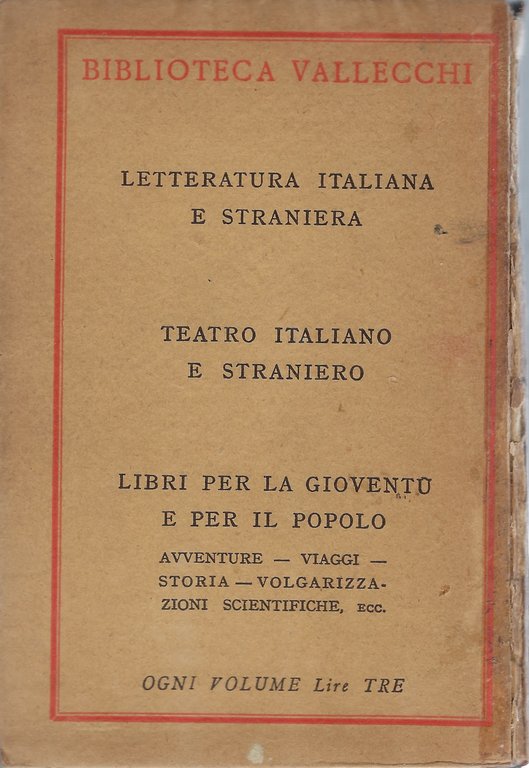 BIBLIOTECA VALLECCHI
LETTERATURA ITALIANA
E STRANIERA
TEATRO ITALIANO
E STRANIERO
LIBRI PER LA GIOVENTÙ
E PER IL POPOLO
AVVENTURE — VIAGGI —
STORIA — VOLGARIZZA-
ZIONI SCIENTIFICHE, ECC.
OGNI VOLUME Lire TRE